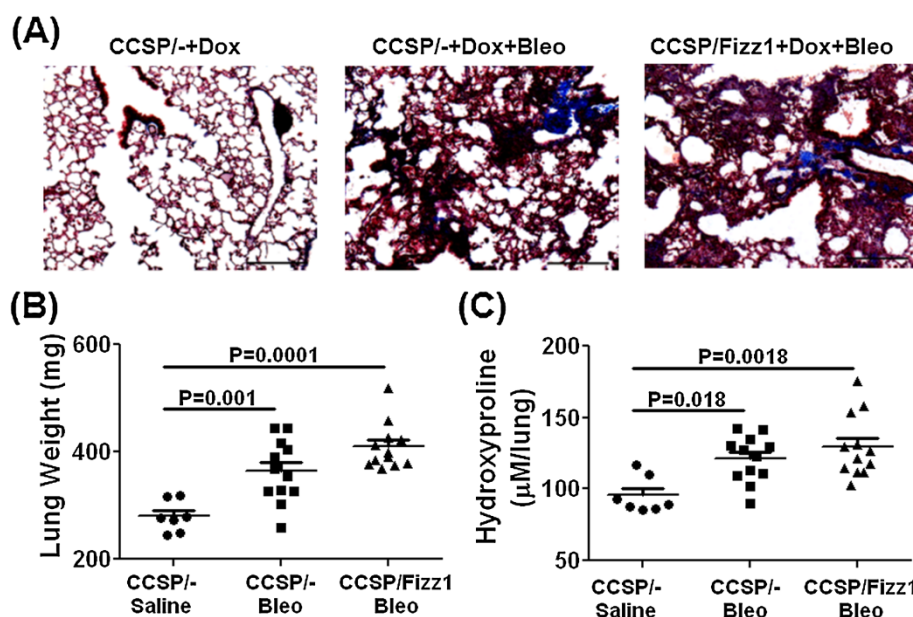 (A)
CCSP/-+Dox CCSP/-+Dox+Bleo CCSP/Fizz1+Dox+Bleo
(B)
Lung Weight (mg)
600
400
200
P=0.0001
P=0.001
CCSP/- CCSP/- CCSP/Fizz1
Saline Bleo Bleo
(C)
Hydroxyproline
(µM/lung)
200
150
100
50
P=0.0018
P=0.018
CCSP/- CCSP/- CCSP/Fizz1
Saline Bleo Bleo